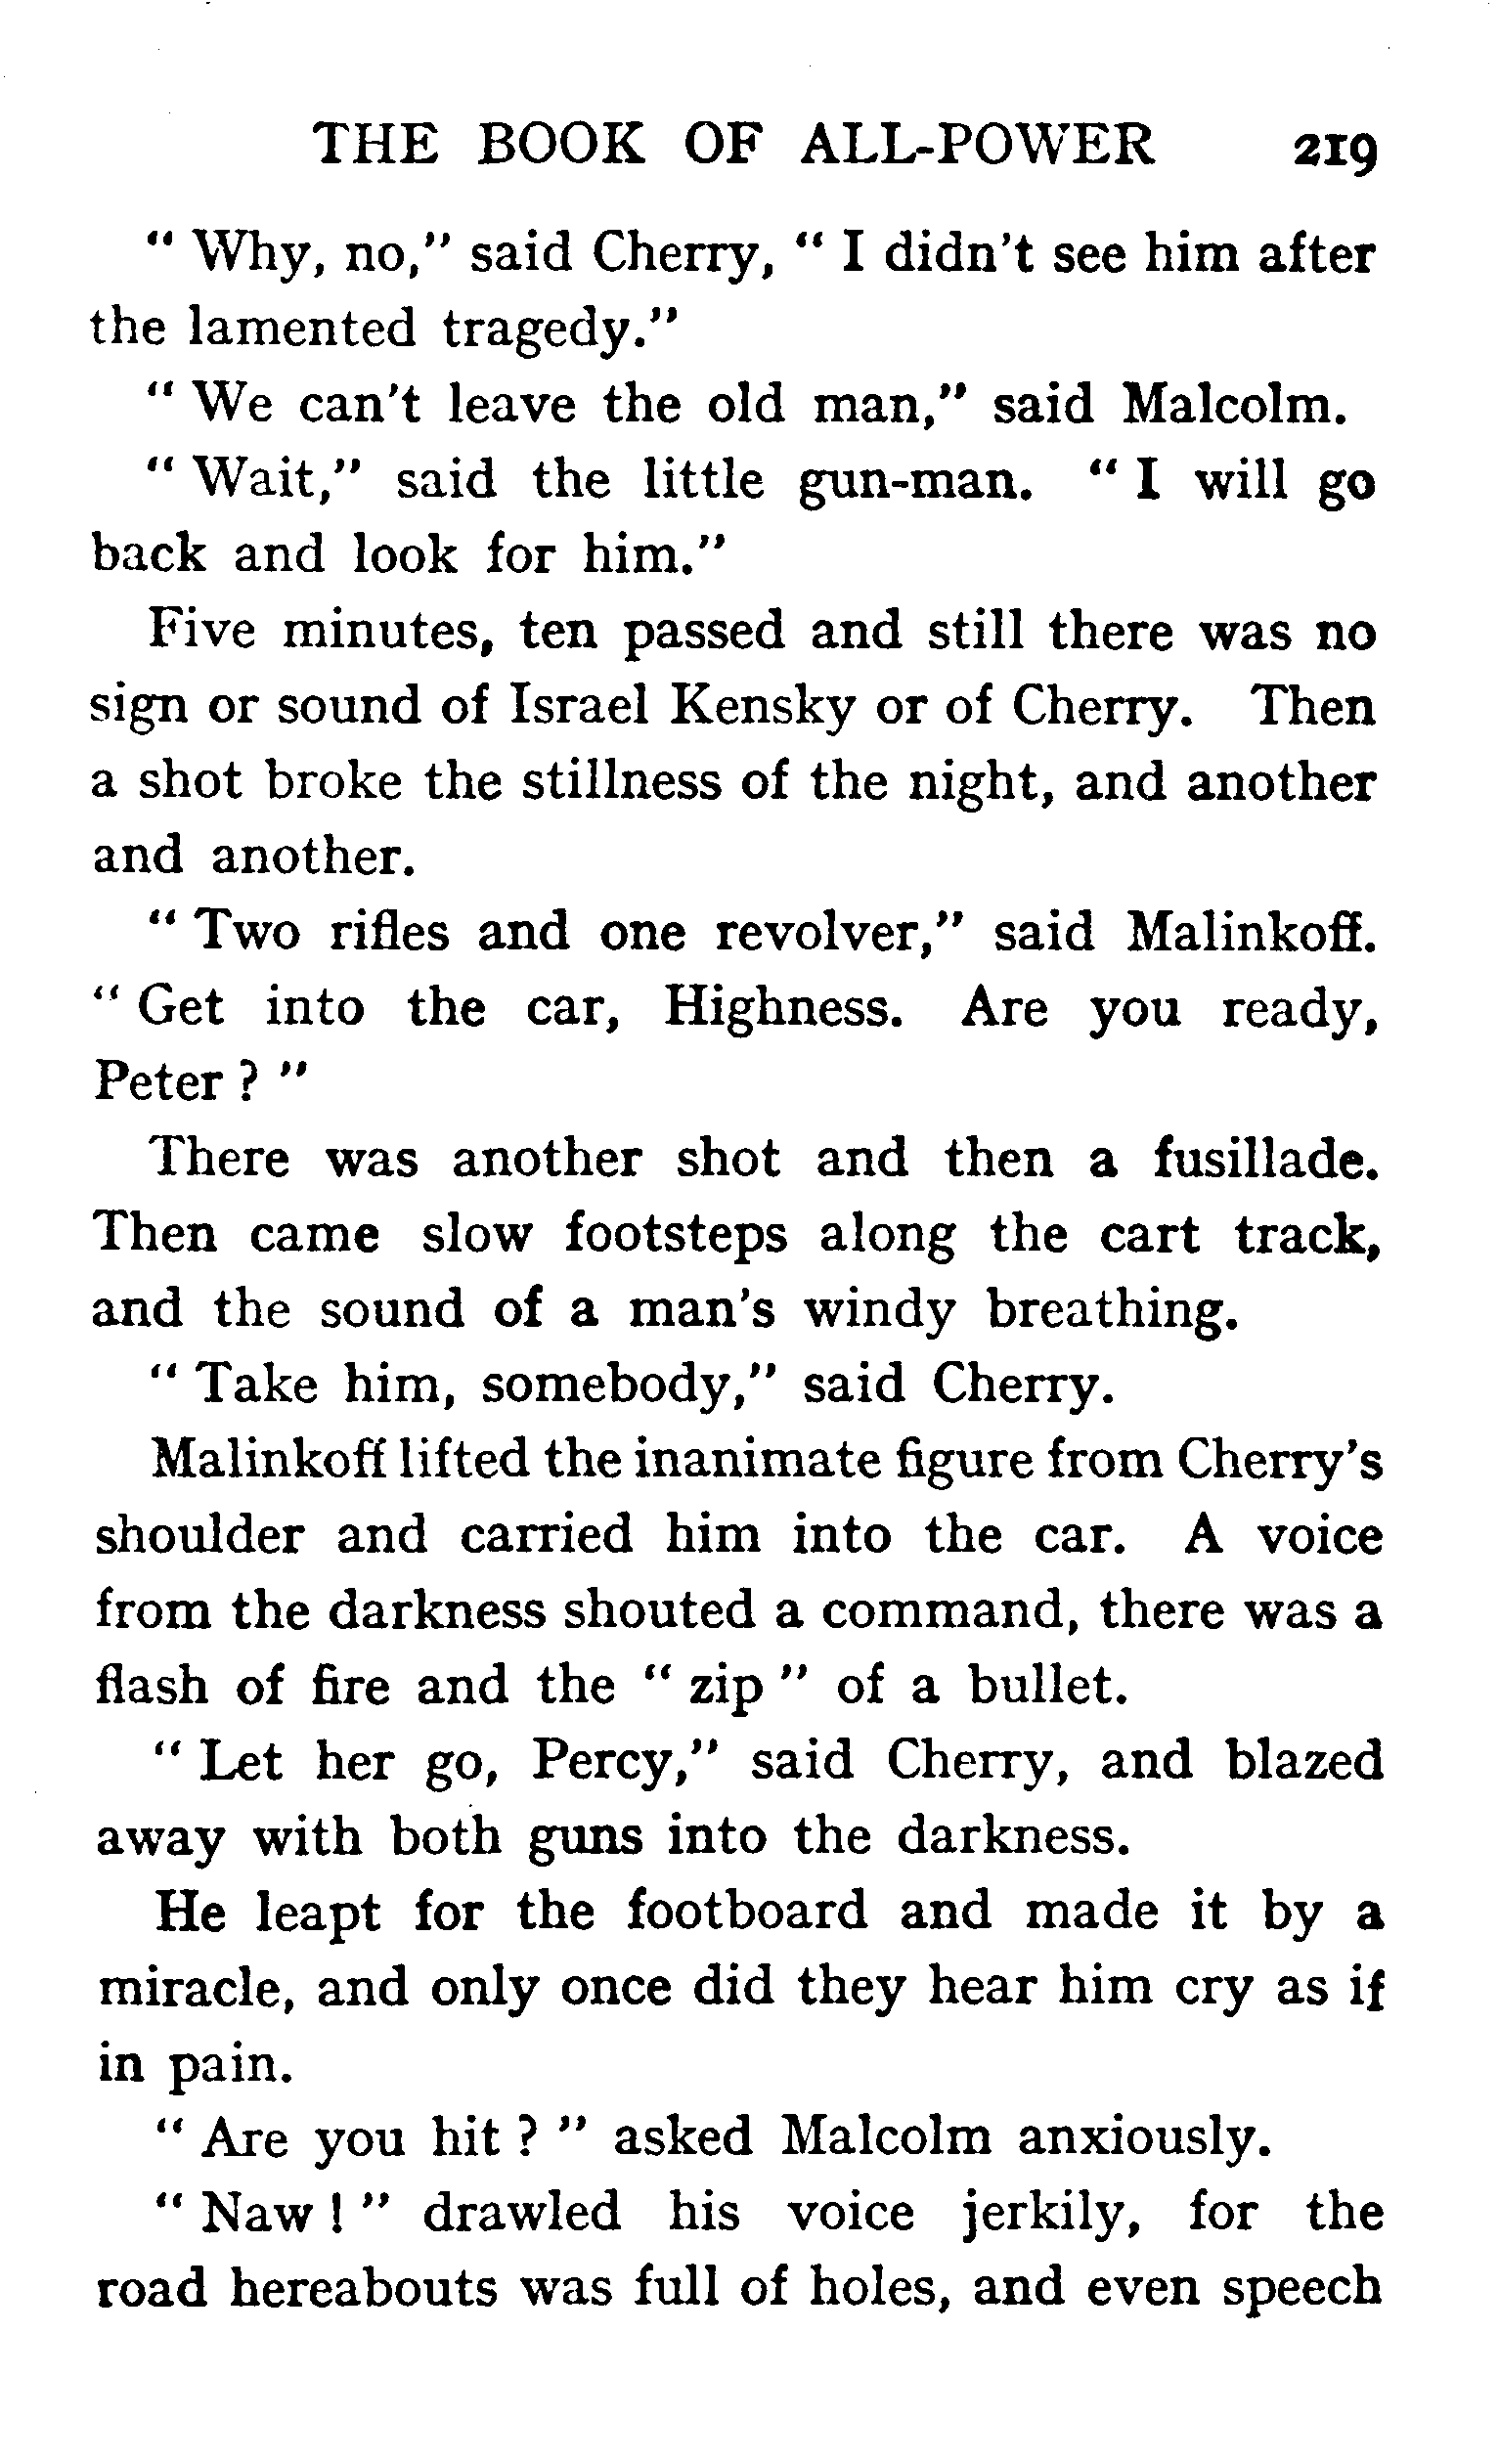 THE BOOK OF ALL-POWER 219
" Why, no," said Cherry, " I didn't see him after
the lamented tragedy."
" We can't leave the old man," said Malcolm.
" Wait," said the little gun-man. " I will go
back and look for him."
Five minutes, ten passed and still there was no
sign or sound of Israel Kensky or of Cherry. Then
a shot broke the stillness of the night, and another
and another.
" Two rifles and one revolver," said Malinkoff.
" Get into the car, Highness. Are you ready,
Peter ? "
There was another shot and then a fusillade.
Then came slow footsteps along the cart track,
and the sound of a man's windy breathing.
" Take him, somebody," said Cherry.
Malinkoff lifted the inanimate figure from Cherry's
shoulder and carried him into the car. A voice
from the darkness shouted a command, there was a
flash of fire and the " zip " of a bullet.
" Let her go, Percy," said Cherry, and blazed
away with both guns into the darkness.
He leapt for the footboard and made it by a
miracle, and only once did they hear him cry as if
in pain.
" Are you hit ? " asked Malcolm anxiously.
" Naw ! " drawled his voice jerkily, for the
road hereabouts was full of holes, and even speech